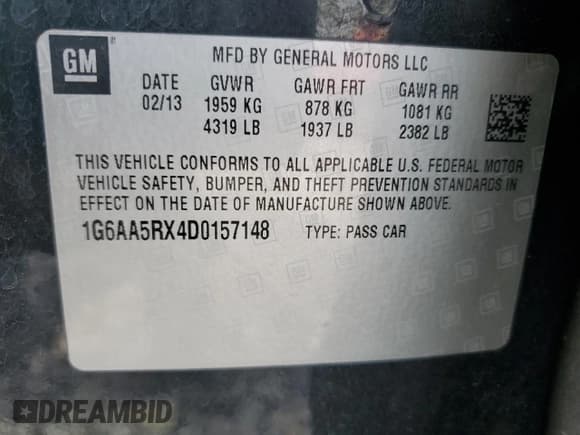 GM
MFD BY GENERAL MOTORS LLC
DATE GVWR GAWR FRT GAWR RR
02/13 1959 KG 878 KG 1081 KG
4319 LB 1937 LB 2382 LB
THIS VEHICLE CONFORMS TO ALL APPLICABLE U.S. FEDERAL MOTOR
VEHICLE SAFETY, BUMPER, AND THEFT PREVENTION STANDARDS IN
EFFECT ON THE DATE OF MANUFACTURE SHOWN ABOVE.
1G6AA5RX4D0157148 TYPE: PASS CAR
DREAMBID